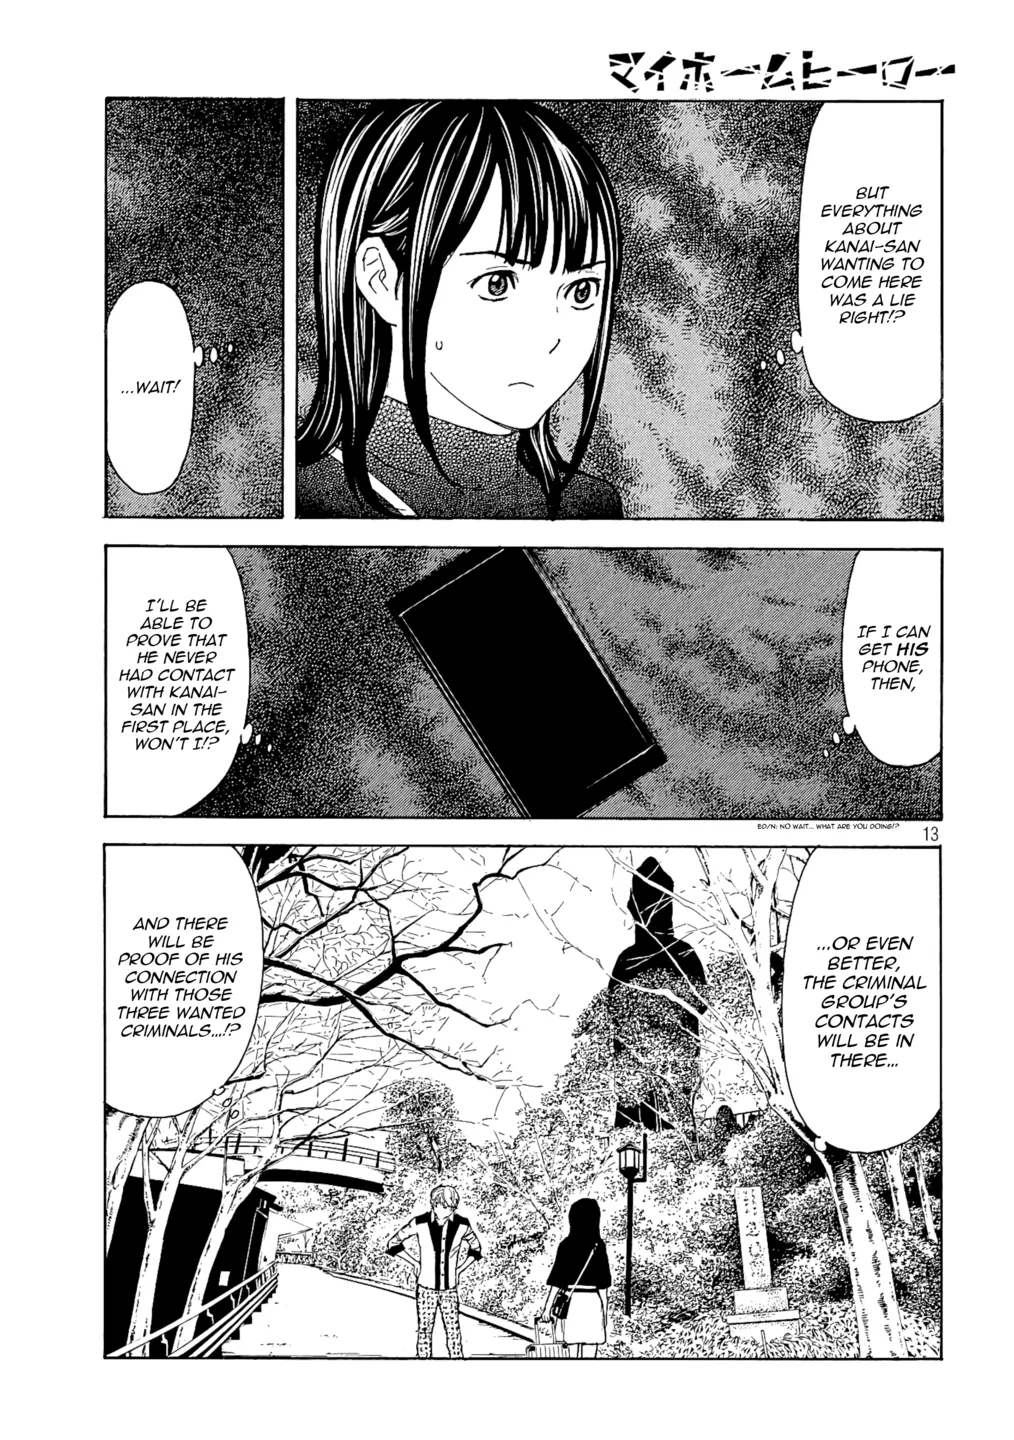 マイホームヒーロー
BUT
EVERYTHING
ABOUT
KANAI-SAN
WANTING TO
COME HERE
WAS A LIE
RIGHT!?
...WAIT!
IF I CAN
GET HIS
PHONE,
THEN,
I'LL BE
ABLE TO
PROVE THAT
HE NEVER
HAD CONTACT
WITH KANAI-
SAN IN THE
FIRST PLACE,
WON'T I!?
ED/N: NO WAIT... WHAT ARE YOU DOING!?
13
...OR EVEN
BETTER,
THE CRIMINAL
GROUP'S
CONTACTS
WILL BE IN
THERE...
AND THERE
WILL BE
PROOF OF HIS
CONNECTION
WITH THOSE
THREE WANTED
CRIMINALS...!?